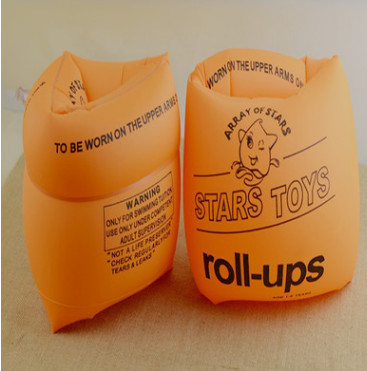 TO BE WORN ON THE UPPER ARMS
WARNING
ONLY FOR SWIMMING TUITION
USE ONLY UNDER COMPETENT
ADULT SUPERVISION
"NOT A LIFE PRESERVER
"CHECK REGULARLY FOR
TEARS & LEAKS"
WORN ON THE UPPER ARMS
ARRAY OF STARS
STARS TOYS
roll-ups